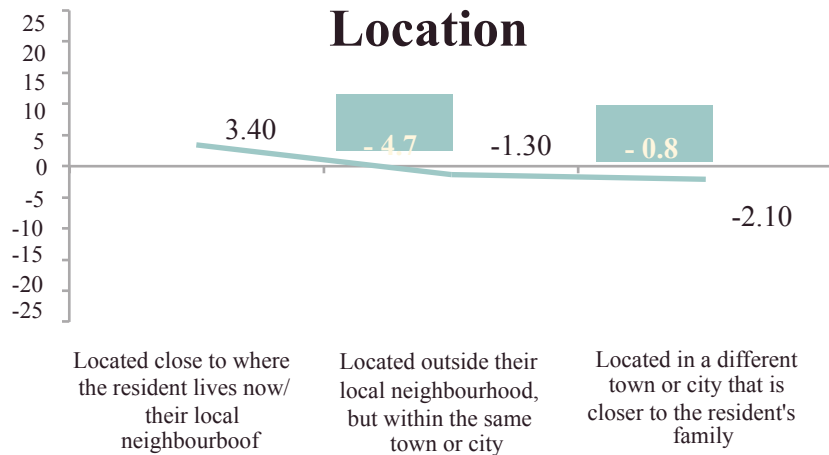 Location
25
20
15
10
5
0
-5
-10
-15
-20
-25
3.40
- 4.7
-1.30
- 0.8
-2.10
Located close to where
the resident lives now/
their local
neighbourboof
Located outside their
local neighbourhood,
but within the same
town or city
Located in a different
town or city that is
closer to the resident's
family